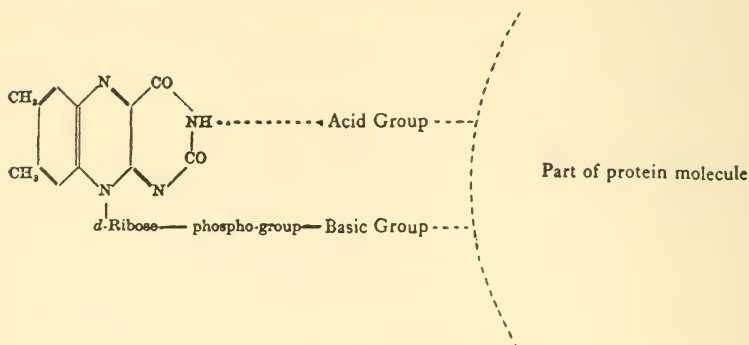 N CO
CH₃
NH Acid Group
CO
CH₃ Part of protein molecule
N N
d-Ribose phospho-group Basic Group